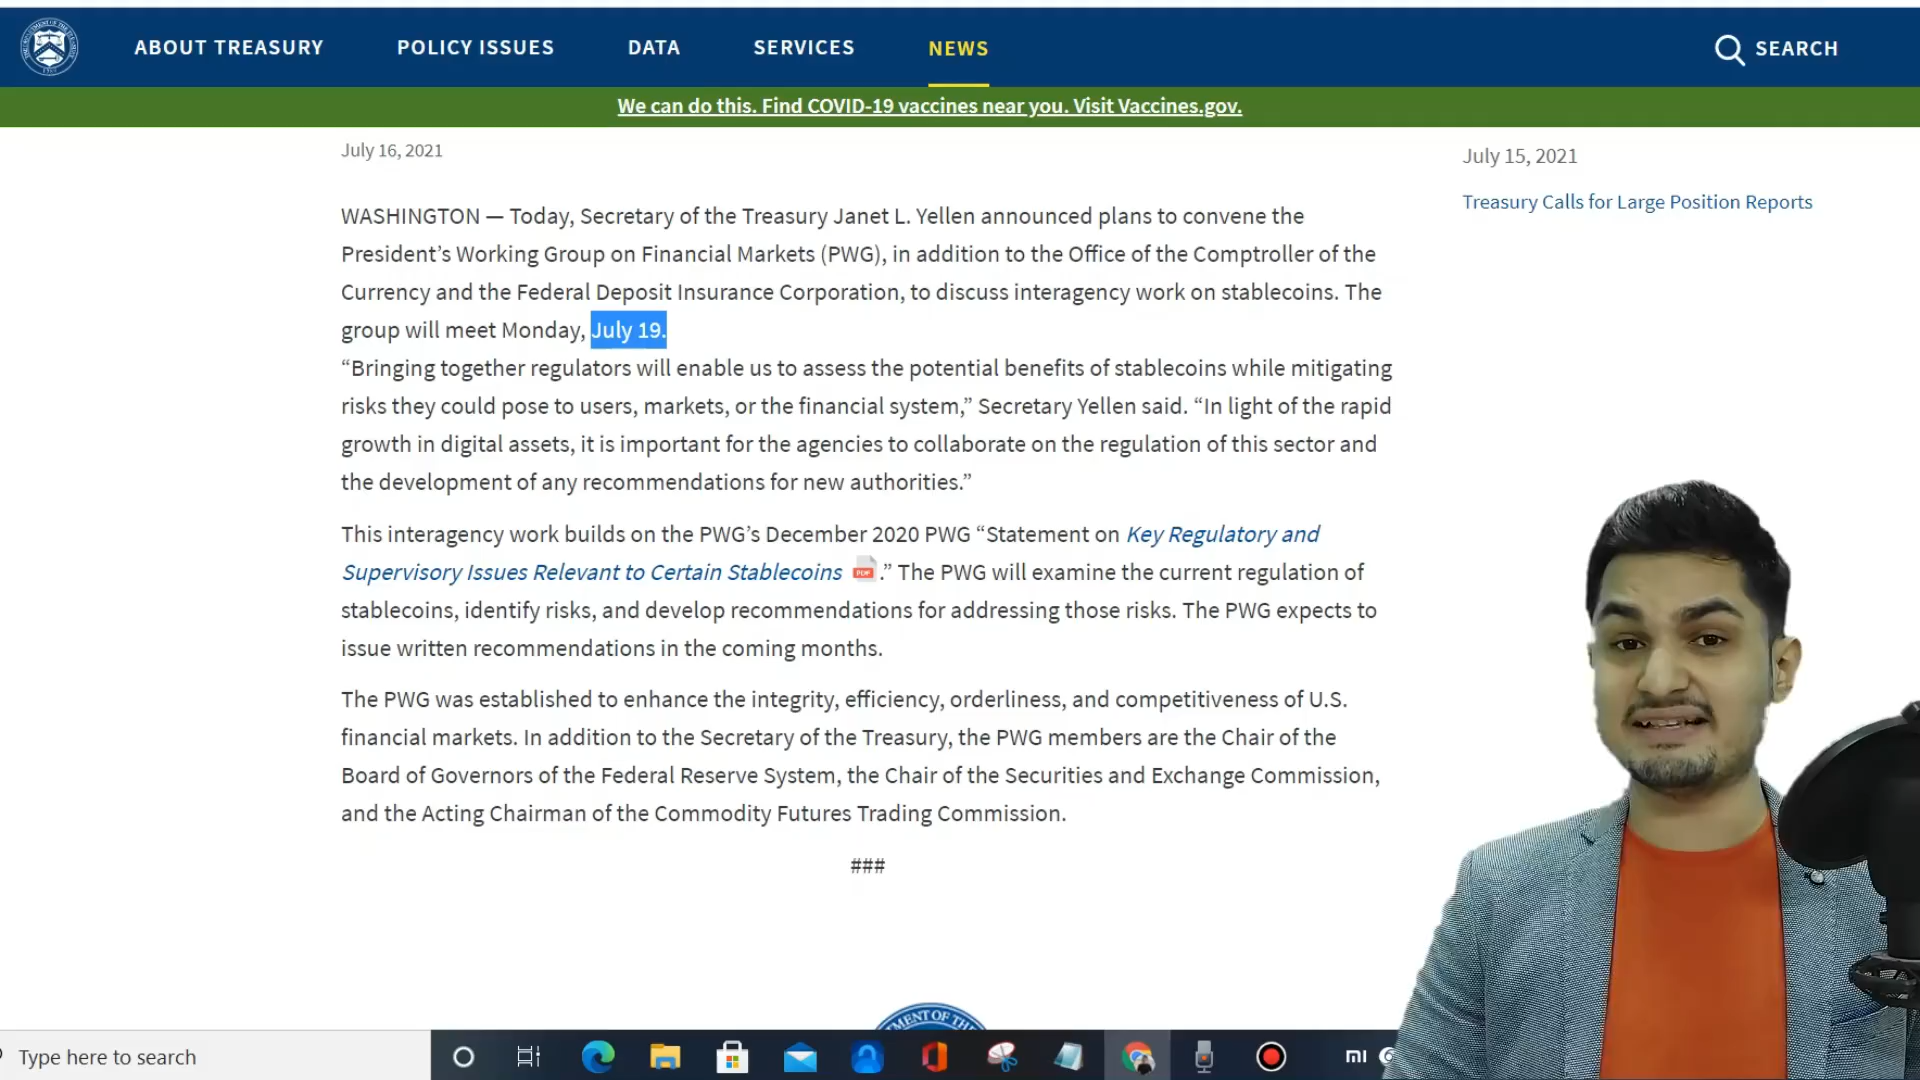 ABOUT TREASURY
POLICY ISSUES
DATA
SERVICES
NEWS
SEARCH
We can do this. Find COVID-19 vaccines near you. Visit Vaccines.gov.
July 16, 2021
WASHINGTON — Today, Secretary of the Treasury Janet L. Yellen announced plans to convene the
President’s Working Group on Financial Markets (PWG), in addition to the Office of the Comptroller of the
Currency and the Federal Deposit Insurance Corporation, to discuss interagency work on stablecoins. The
group will meet Monday, July 19.
“Bringing together regulators will enable us to assess the potential benefits of stablecoins while mitigating
risks they could pose to users, markets, or the financial system,” Secretary Yellen said. “In light of the rapid
growth in digital assets, it is important for the agencies to collaborate on the regulation of this sector and
the development of any recommendations for new authorities.”
This interagency work builds on the PWG’s December 2020 PWG “Statement on Key Regulatory and
Supervisory Issues Relevant to Certain Stablecoins PDF .” The PWG will examine the current regulation of
stablecoins, identify risks, and develop recommendations for addressing those risks. The PWG expects to
issue written recommendations in the coming months.
The PWG was established to enhance the integrity, efficiency, orderliness, and competitiveness of U.S.
financial markets. In addition to the Secretary of the Treasury, the PWG members are the Chair of the
Board of Governors of the Federal Reserve System, the Chair of the Securities and Exchange Commission,
and the Acting Chairman of the Commodity Futures Trading Commission.
###
July 15, 2021
Treasury Calls for Large Position Reports
MENT OF THE
Type here to search
mi